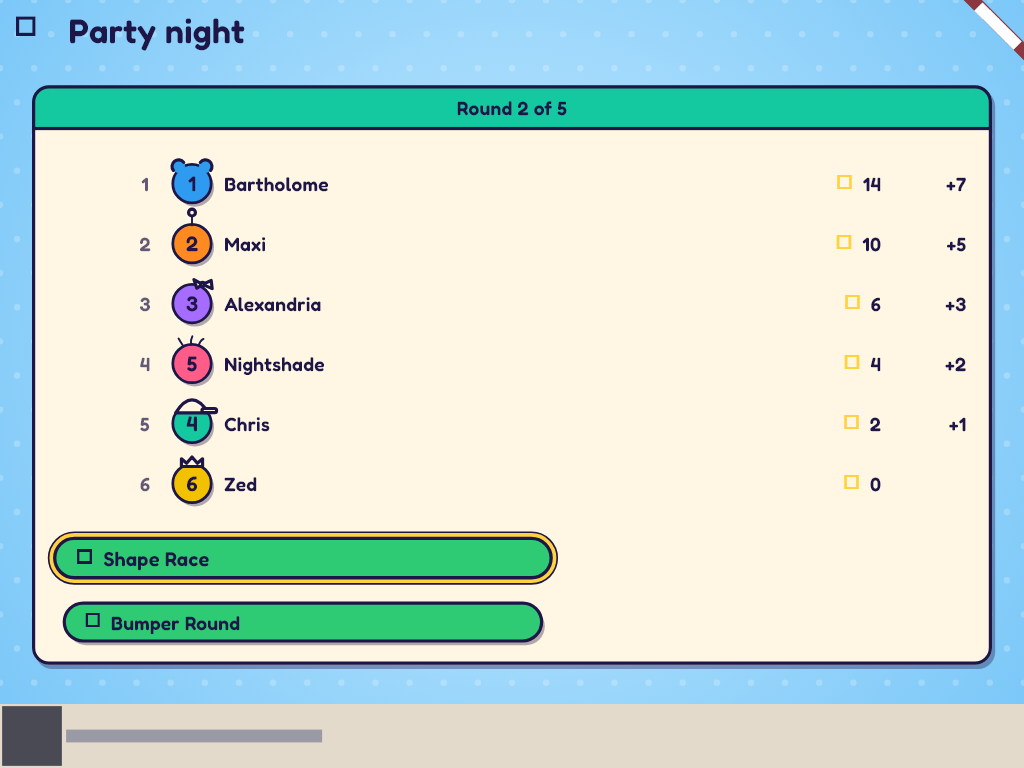 Party night
Round 2 of 5
1 1 Bartholome 14 +7
2 2 Maxi 10 +5
3 3 Alexandria 6 +3
4 5 Nightshade 4 +2
5 4 Chris 2 +1
6 6 Zed 0
Shape Race
Bumper Round